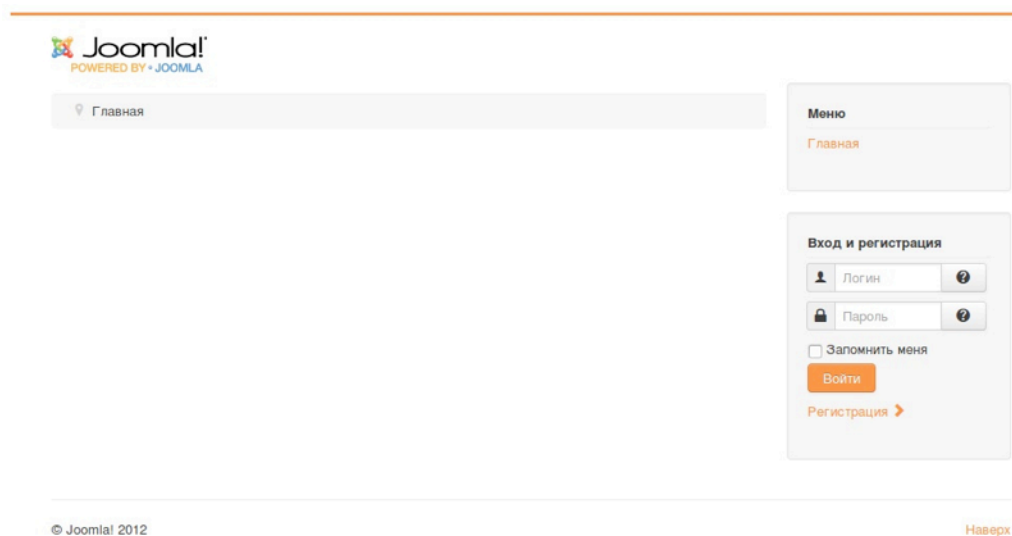 Joomla!
POWERED BY • JOOMLA
Главная
Меню
Главная
Вход и регистрация
Логин
Пароль
Запомнить меня
Войти
Регистрация
© Joomla! 2012
Наверх